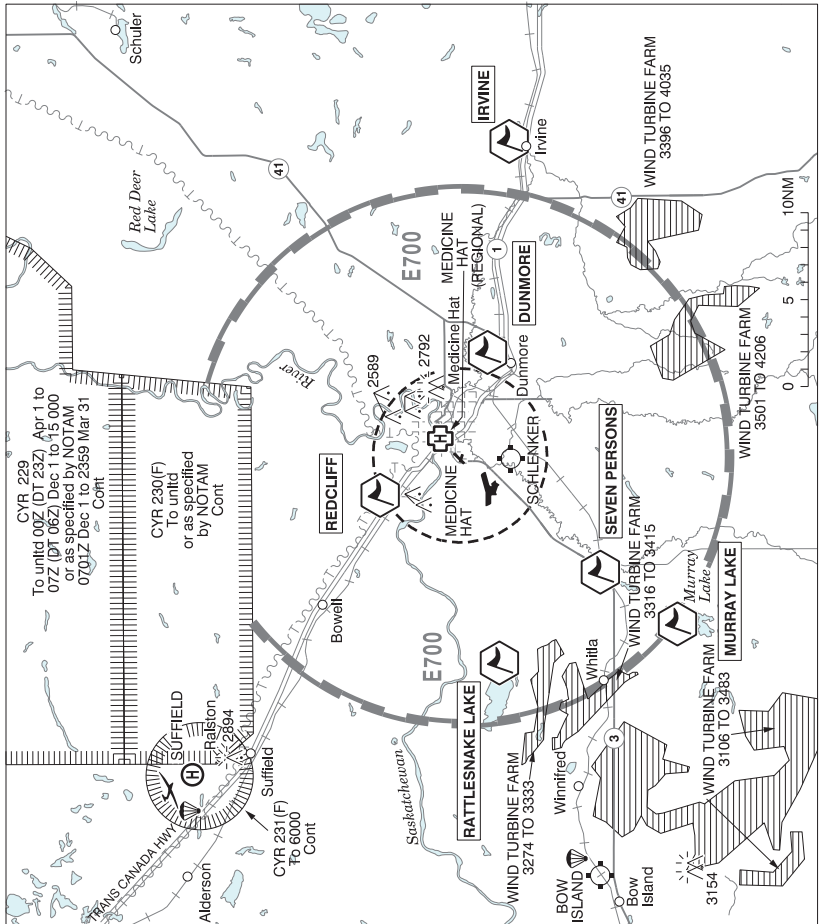 Schuler
CYR 229
To unltd 00Z (DT 23Z) Apr 1 to
07Z (DT 06Z) Dec 1 to 15 000
or as specified by NOTAM
0701Z Dec 1 to 2359 Mar 31
Cont
Red Deer
Lake
41
IRVINE
Irvine
WIND TURBINE FARM
3396 TO 4035
41
10NM
5
0
E700
MEDICINE
HAT
(REGIONAL)
1
DUNMORE
Dunmore
Medicine Hat
2792
2589
River
CYR 230(F)
To unltd
or as specified
by NOTAM
Cont
REDCLIFF
H
MEDICINE
HAT
SCHLENKER
WIND TURBINE FARM
3501 TO 4206
SEVEN PERSONS
WIND TURBINE FARM
3316 TO 3415
Murray
Lake
MURRAY LAKE
Bowell
E700
RATTLESNAKE LAKE
Whitla
WIND TURBINE FARM
3106 TO 3483
SUFFIELD
H
Ralston
2894
Suffield
CYR 231(F)
To 6000
Cont
TRANS CANADA HWY
Alderson
Saskatchewan
WIND TURBINE FARM
3274 TO 3333
Winnifred
3
BOW
ISLAND
Bow
Island
3154